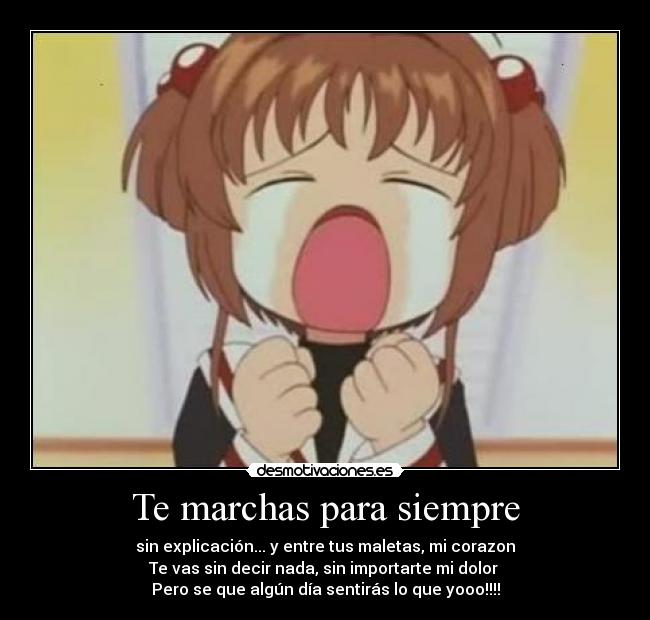 desmotivaciones.es
Te marchas para siempre
sin explicación... y entre tus maletas, mi corazon
Te vas sin decir nada, sin importarte mi dolor
Pero se que algún día sentirás lo que yooo!!!!